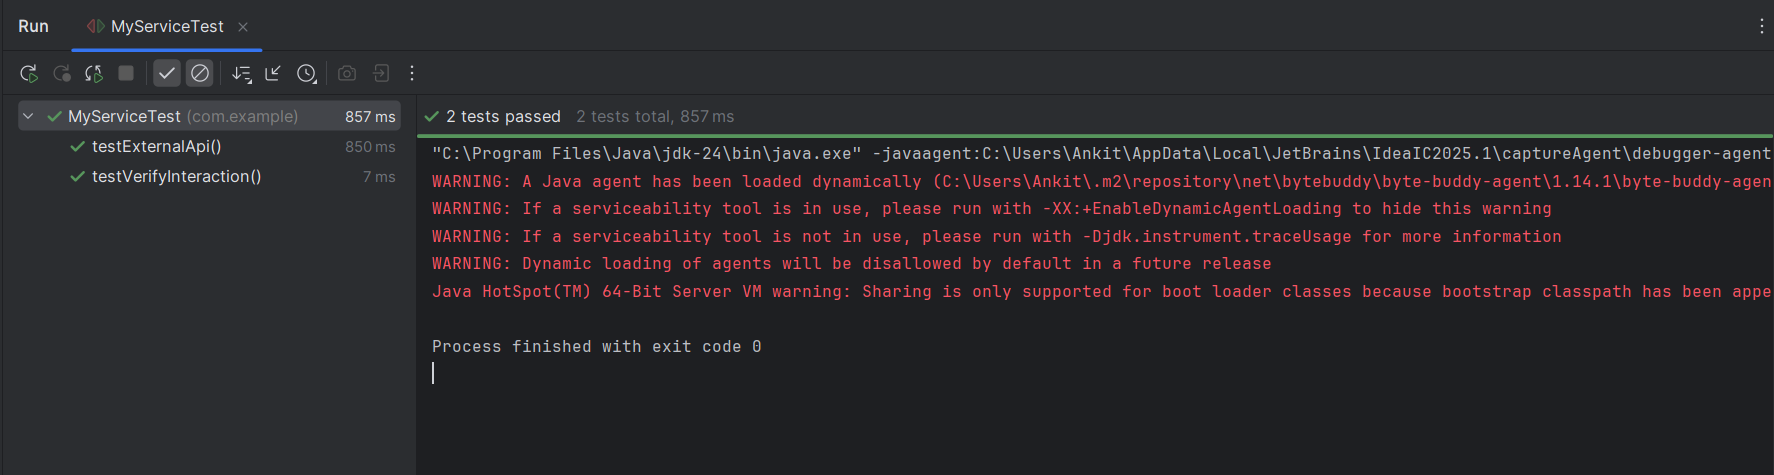 Run MyServiceTest
MyServiceTest (com.example) 857 ms
testExternalApi() 850 ms
testVerifyInteraction() 7 ms
2 tests passed 2 tests total, 857 ms
"C:\Program Files\Java\jdk-24\bin\java.exe" -javaagent:C:\Users\Ankit\AppData\Local\JetBrains\IdeaIC2025.1\captureAgent\debugger-agent
WARNING: A Java agent has been loaded dynamically (C:\Users\Ankit\.m2\repository\net\bytebuddy\byte-buddy-agent\1.14.1\byte-buddy-agen
WARNING: If a serviceability tool is in use, please run with -XX:+EnableDynamicAgentLoading to hide this warning
WARNING: If a serviceability tool is not in use, please run with -Djdk.instrument.traceUsage for more information
WARNING: Dynamic loading of agents will be disallowed by default in a future release
Java HotSpot(TM) 64-Bit Server VM warning: Sharing is only supported for boot loader classes because bootstrap classpath has been appe
Process finished with exit code 0